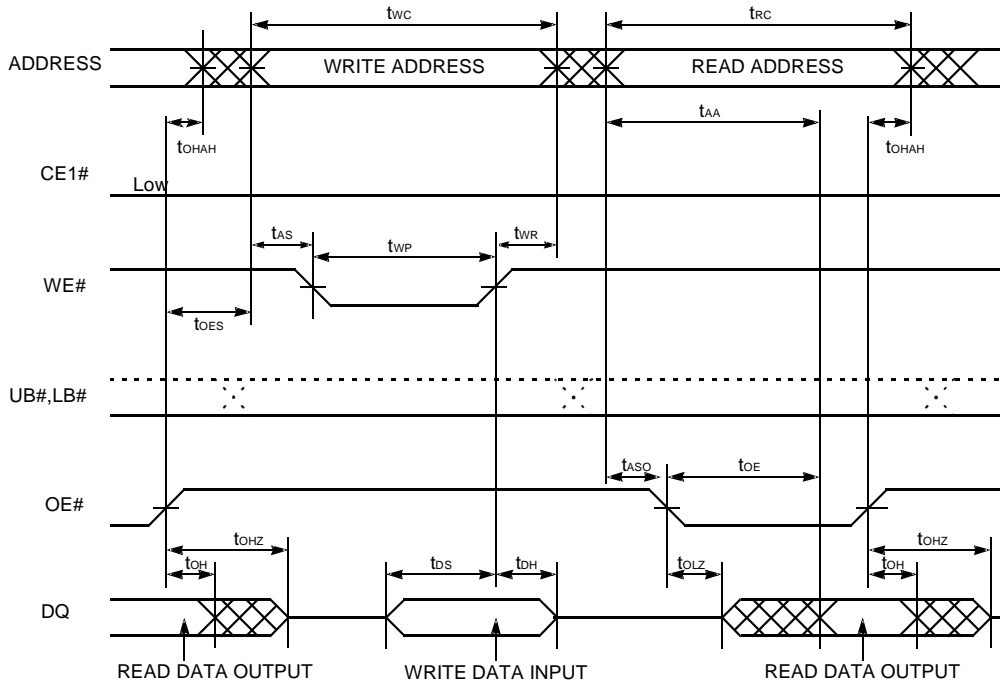 tWC
tRC
ADDRESS
WRITE ADDRESS
READ ADDRESS
tAA
tOHAH
tOHAH
CE1#
Low
tAS
tWP
tWR
WE#
tOES
UB#,LB#
tASO
tOE
OE#
tOHZ
tOHZ
tOH
tDS
tDH
tOLZ
tOH
DQ
READ DATA OUTPUT
WRITE DATA INPUT
READ DATA OUTPUT